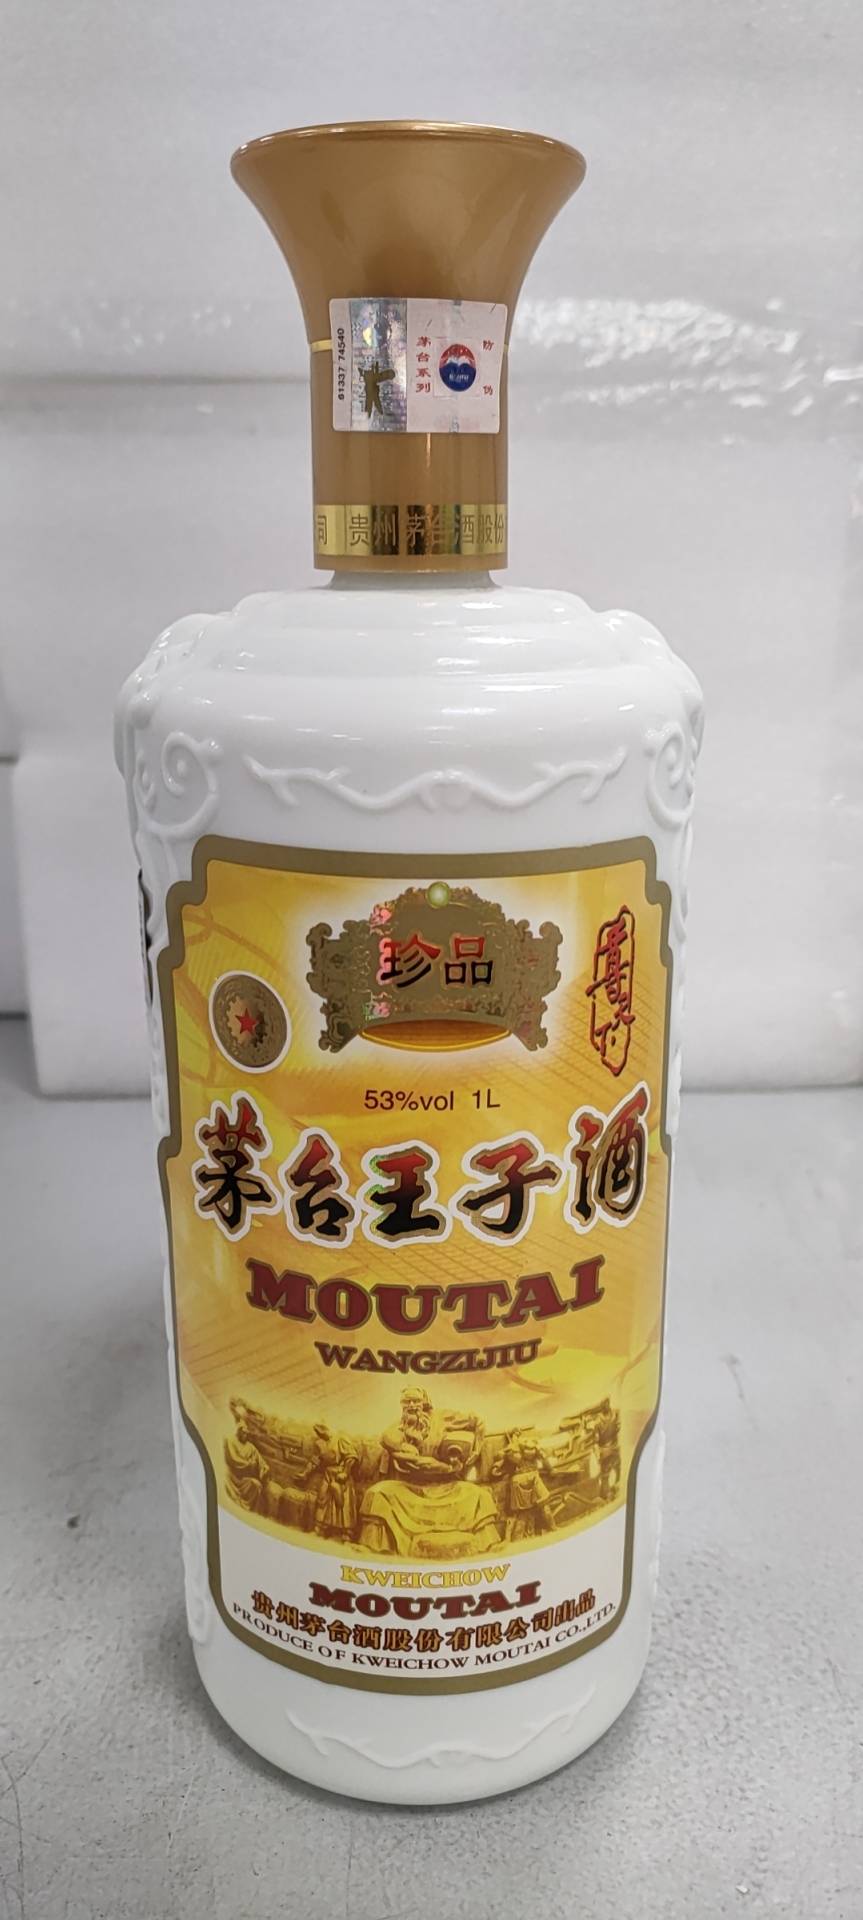 61337 74540
茅台系列
防伪
司 贵州茅台酒股份
珍品
53%vol 1L
茅台王子酒
MOUTAI
WANGZIJIU
KWEICHOW
MOUTAI
贵州茅台酒股份有限公司出品
PRODUCE OF KWEICHOW MOUTAI CO.,LTD.